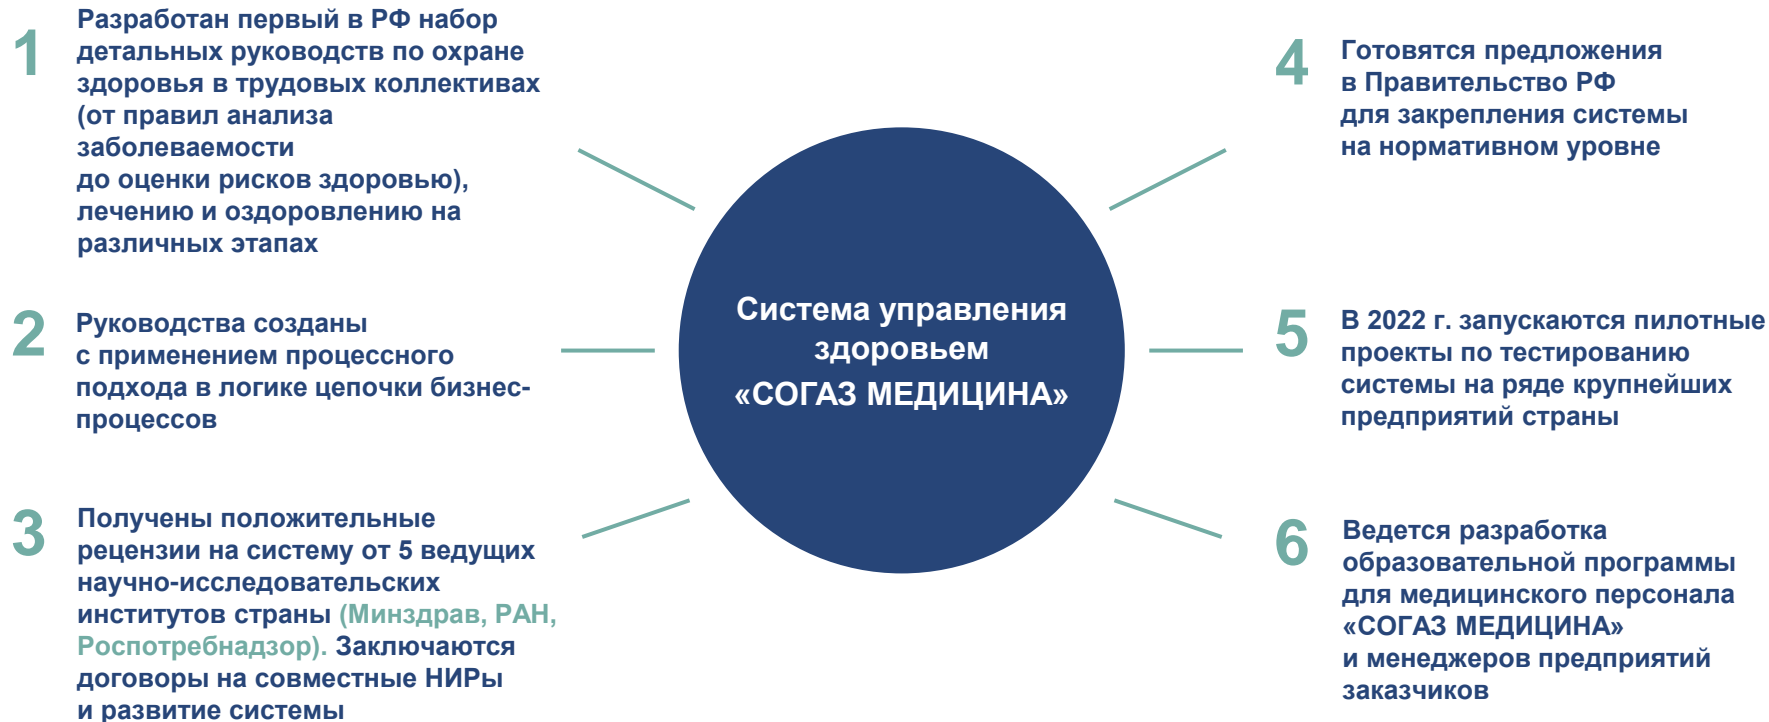 1
Разработан первый в РФ набор
детальных руководств по охране
здоровья в трудовых коллективах
(от правил анализа
заболеваемости
до оценки рисков здоровью),
лечению и оздоровлению на
различных этапах
2
Руководства созданы
с применением процессного
подхода в логике цепочки бизнес-
процессов
3
Получены положительные
рецензии на систему от 5 ведущих
научно-исследовательских
институтов страны (Минздрав, РАН,
Роспотребнадзор). Заключаются
договоры на совместные НИРы
и развитие системы
Система управления
здоровьем
«СОГАЗ МЕДИЦИНА»
4
Готовятся предложения
в Правительство РФ
для закрепления системы
на нормативном уровне
5
В 2022 г. запускаются пилотные
проекты по тестированию
системы на ряде крупнейших
предприятий страны
6
Ведется разработка
образовательной программы
для медицинского персонала
«СОГАЗ МЕДИЦИНА»
и менеджеров предприятий
заказчиков